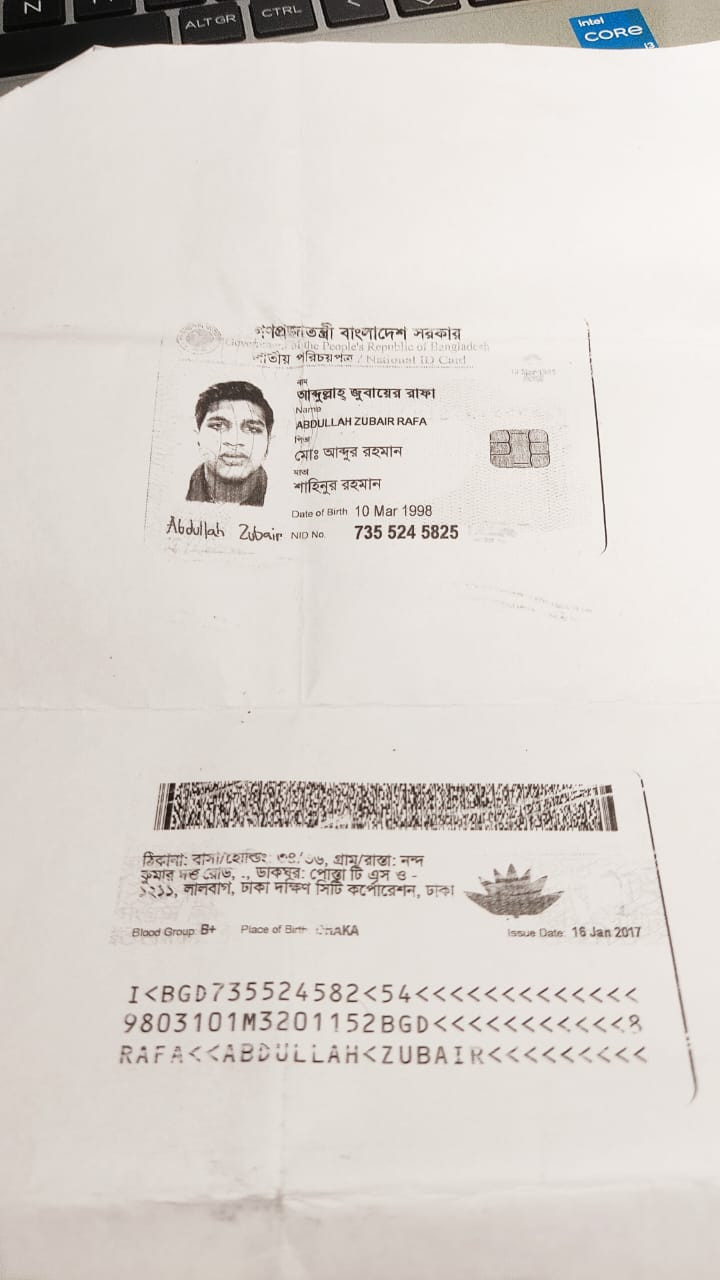 N
ALT GR
CTRL
intel
CORE
i3
গণপ্রজাতন্ত্রী বাংলাদেশ সরকার
Government of the People's Republic of Bangladesh
জাতীয় পরিচয়পত্র / National ID Card
নাম
আব্দুল্লাহ্ জুবায়ের রাফা
Name
ABDULLAH ZUBAIR RAFA
পিতা
মোঃ আব্দুর রহমান
মাতা
শাহিনুর রহমান
Date of Birth 10 Mar 1998
Abdullah Zubair
NID No. 735 524 5825
ঠিকানা: বাসা/হোল্ডিং: গ্রাম/রাস্তা: নন্দ
কুমার দত্ত রোড, ., ডাকঘর: পোস্তা টি এস ও -
১২১১, লালবাগ, ঢাকা দক্ষিণ সিটি কর্পোরেশন, ঢাকা
Blood Group: B+ Place of Birth: DHAKA Issue Date: 16 Jan 2017
I<BGD735524582<54<<<<<<<<<<<<<
9803101M3201152BGD<<<<<<<<<<<8
RAFA<<ABDULLAH<ZUBAIR<<<<<<<<<